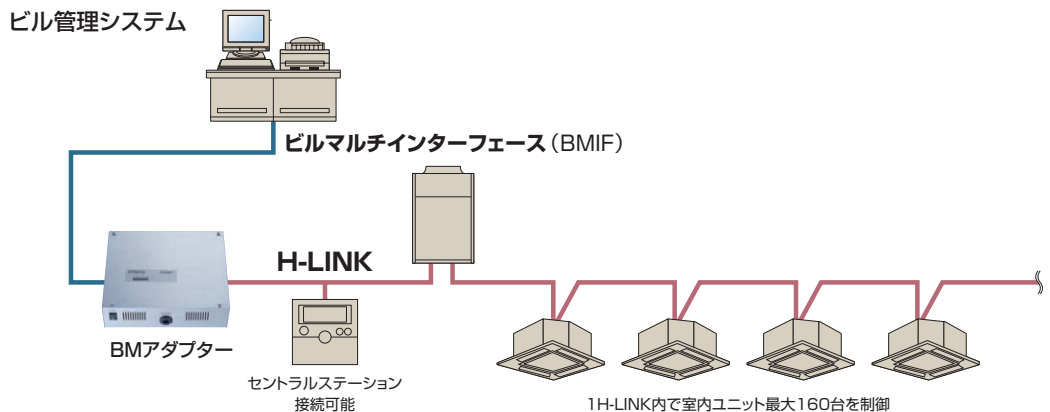 ビル管理システム
ビルマルチインターフェース（BMIF）
H-LINK
BMアダプター
セントラルステーション
接続可能
1H-LINK内で室内ユニット最大160台を制御